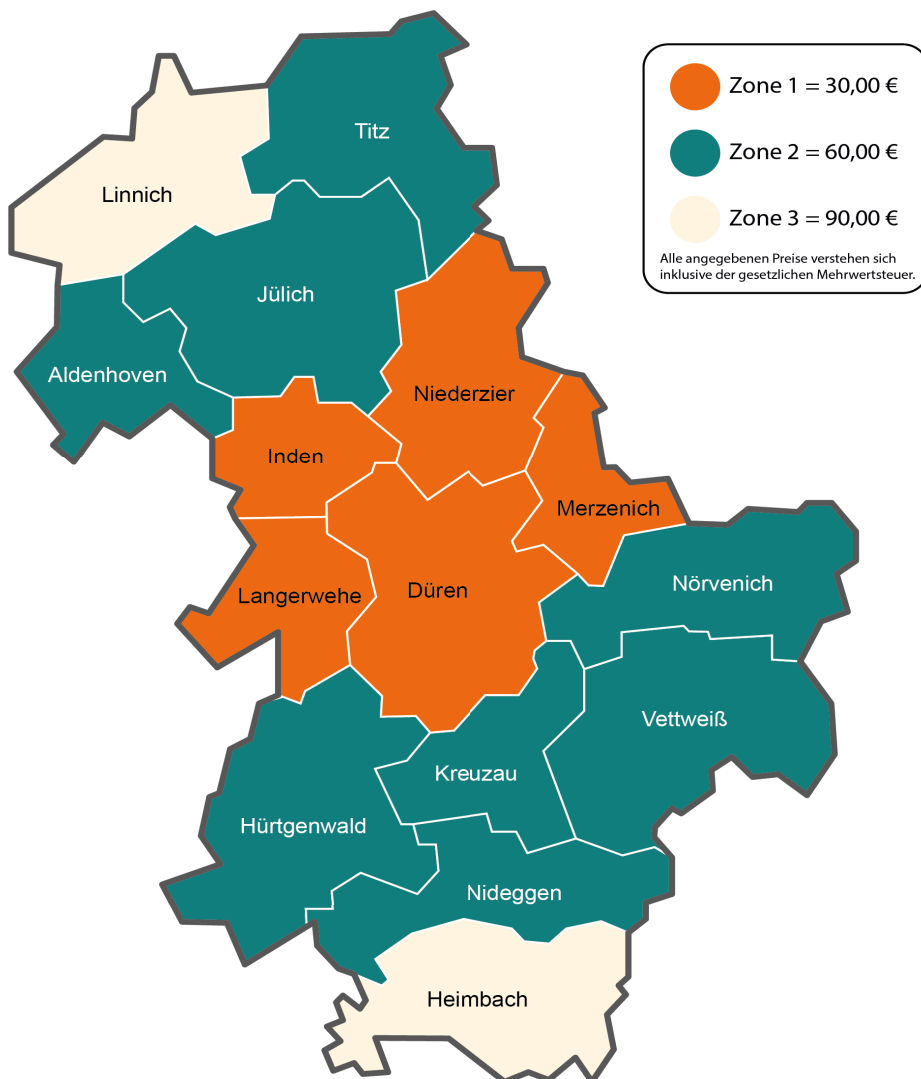 Zone 1 = 30,00 €
Zone 2 = 60,00 €
Zone 3 = 90,00 €
Alle angegebenen Preise verstehen sich
inklusive der gesetzlichen Mehrwertsteuer.
Titz
Linnich
Jülich
Aldenhoven
Niederzier
Inden
Merzenich
Langerwehe
Düren
Nörvenich
Vettweiß
Kreuzau
Hürtgenwald
Nideggen
Heimbach